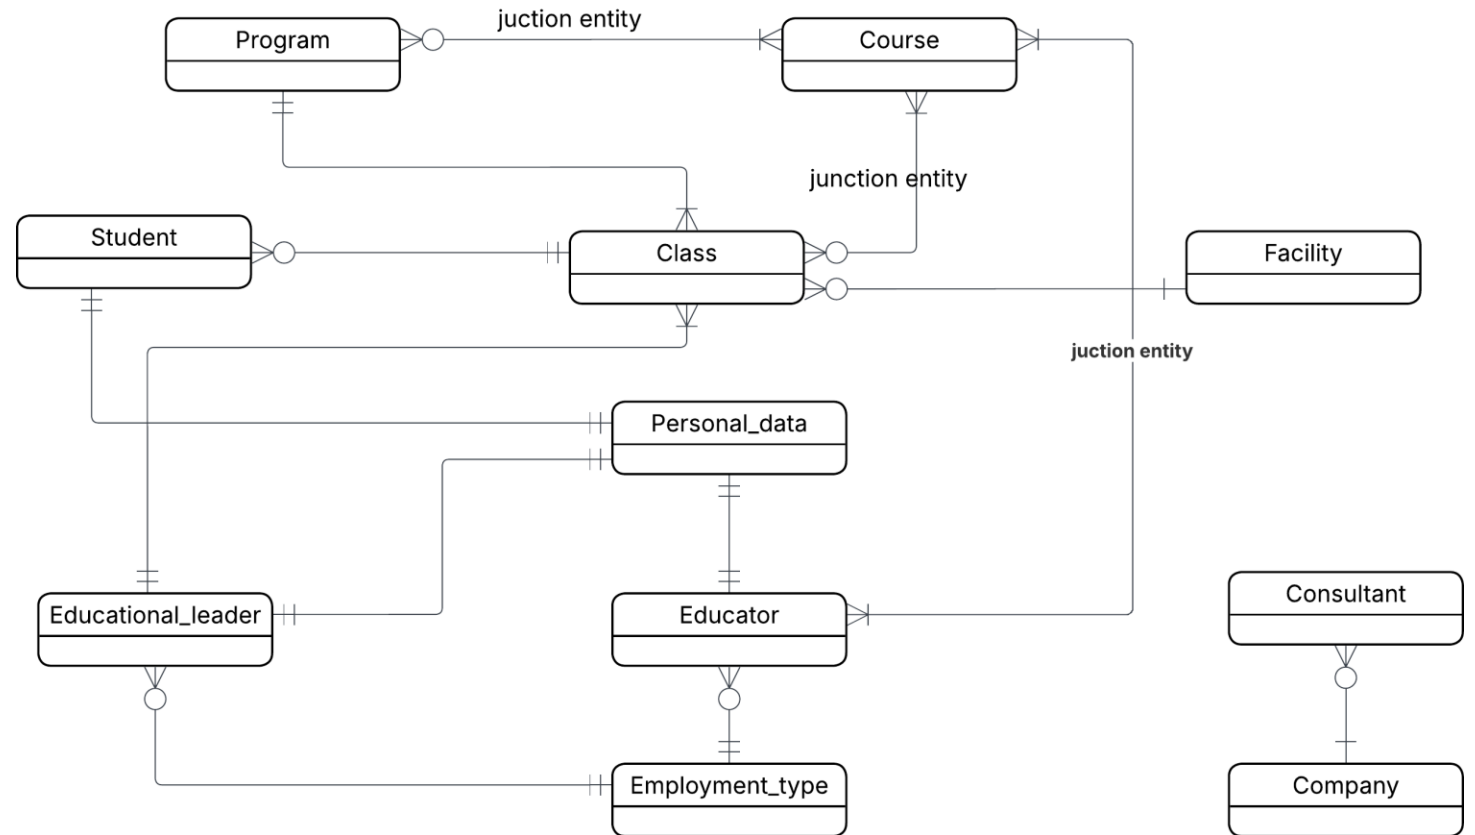 juction entity
Program
Course
junction entity
Student
Class
Facility
juction entity
Personal_data
Consultant
Educational_leader
Educator
Employment_type
Company